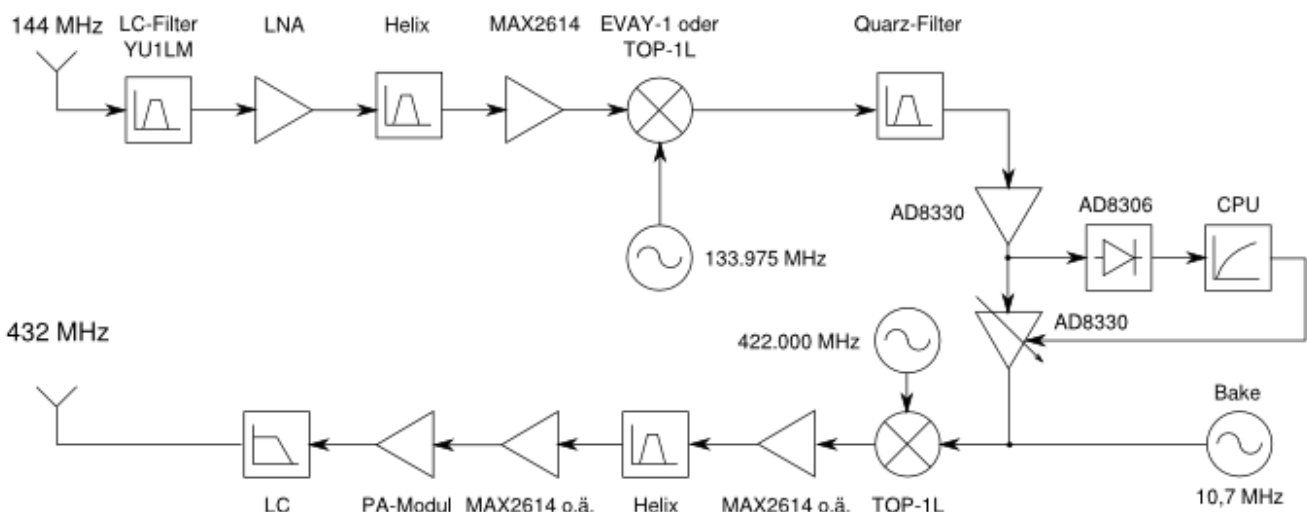 144 MHz
LC-Filter
YU1LM
LNA
Helix
MAX2614
EVAY-1 oder
TOP-1L
Quarz-Filter
133.975 MHz
AD8330
AD8306
CPU
432 MHz
422.000 MHz
AD8330
Bake
10,7 MHz
LC
PA-Modul
MAX2614 o.ä.
Helix
MAX2614 o.ä.
TOP-1L